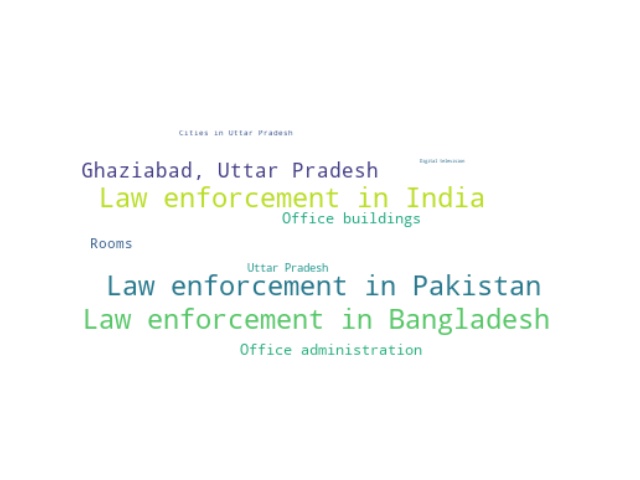 Cities in Uttar Pradesh
Digital television
Ghaziabad, Uttar Pradesh
Law enforcement in India
Office buildings
Rooms
Uttar Pradesh
Law enforcement in Pakistan
Law enforcement in Bangladesh
Office administration